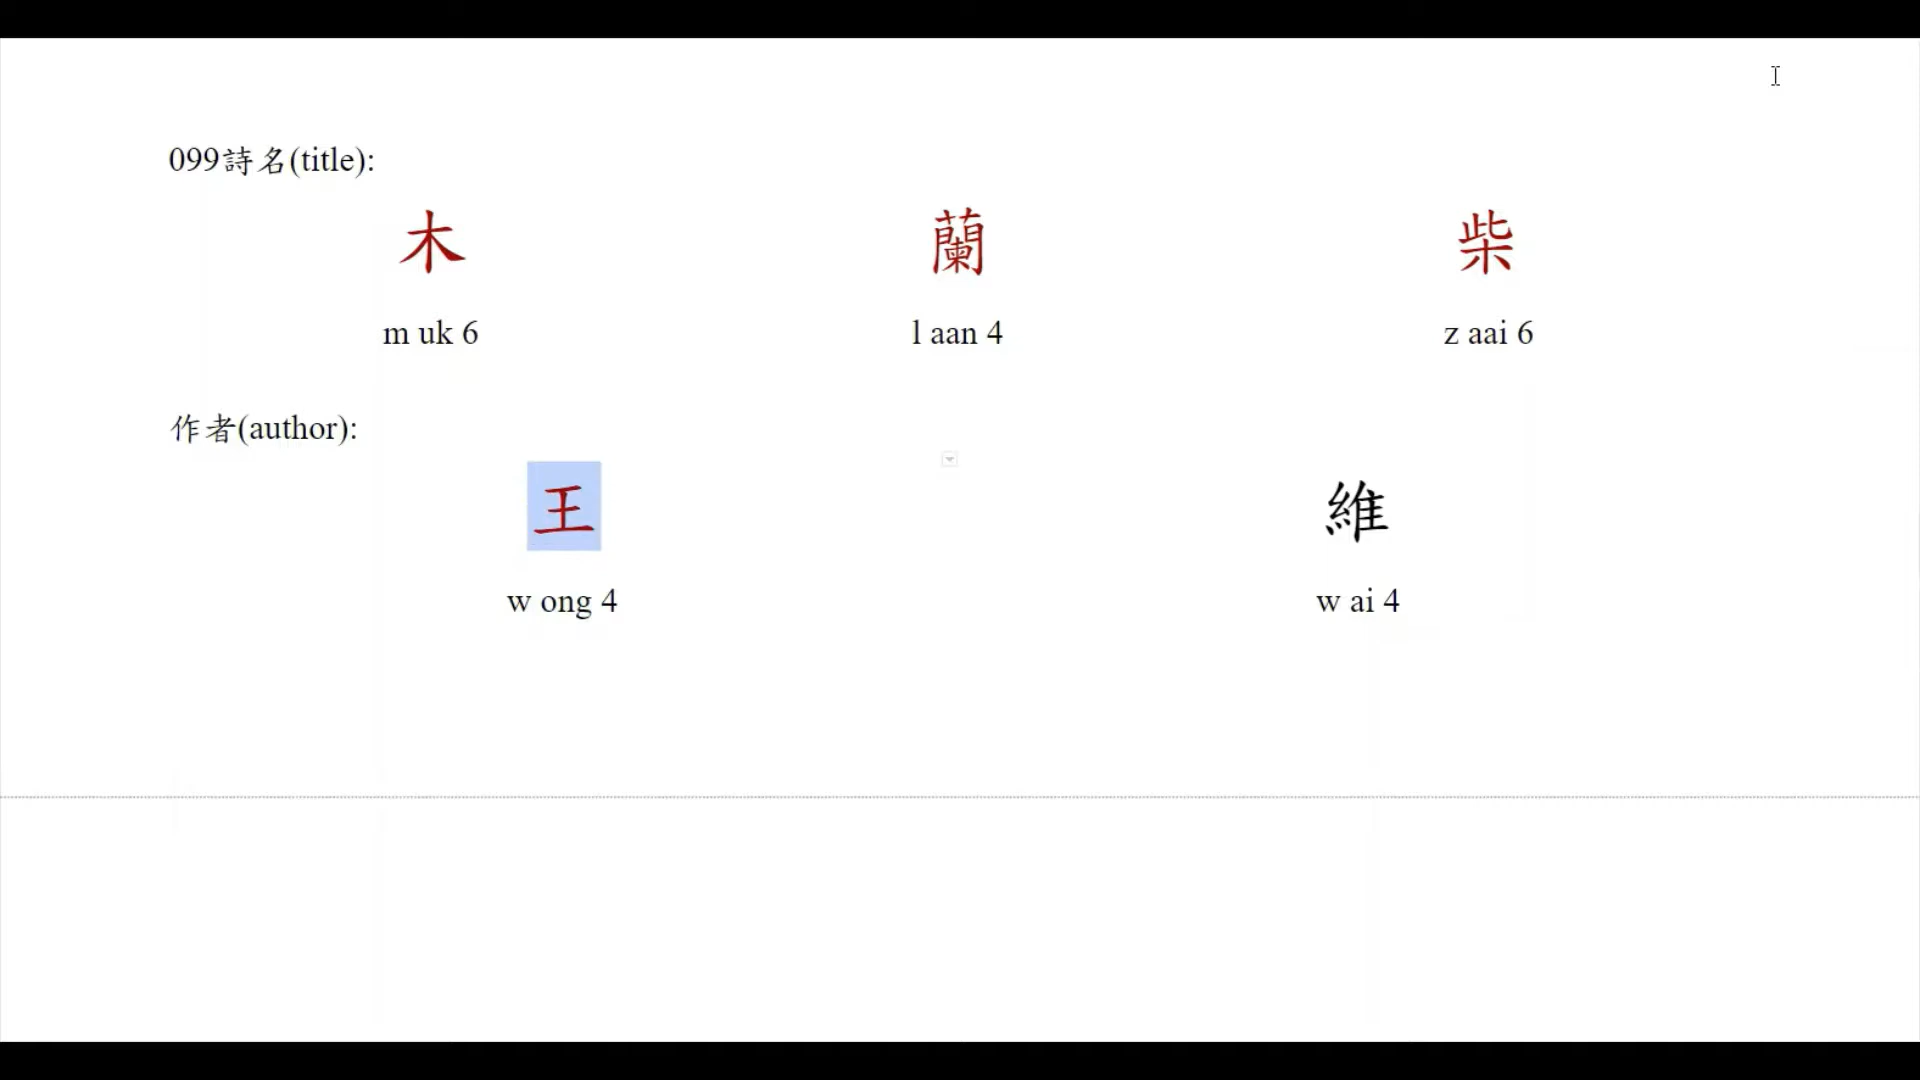 099詩名(title):
木 蘭 柴
m uk 6 l aan 4 z aai 6
作者(author):
王 維
w ong 4 w ai 4